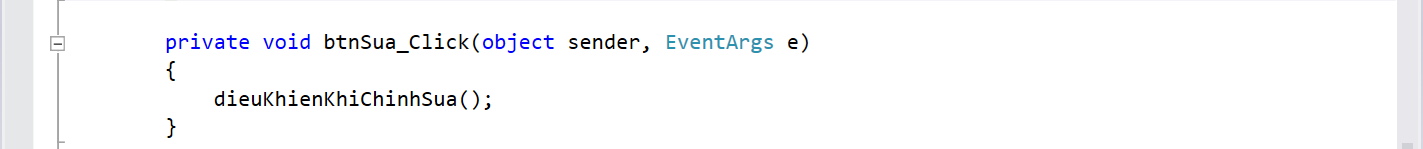 private void btnSua_Click(object sender, EventArgs e)
{
dieuKhienKhiChinhSua();
}